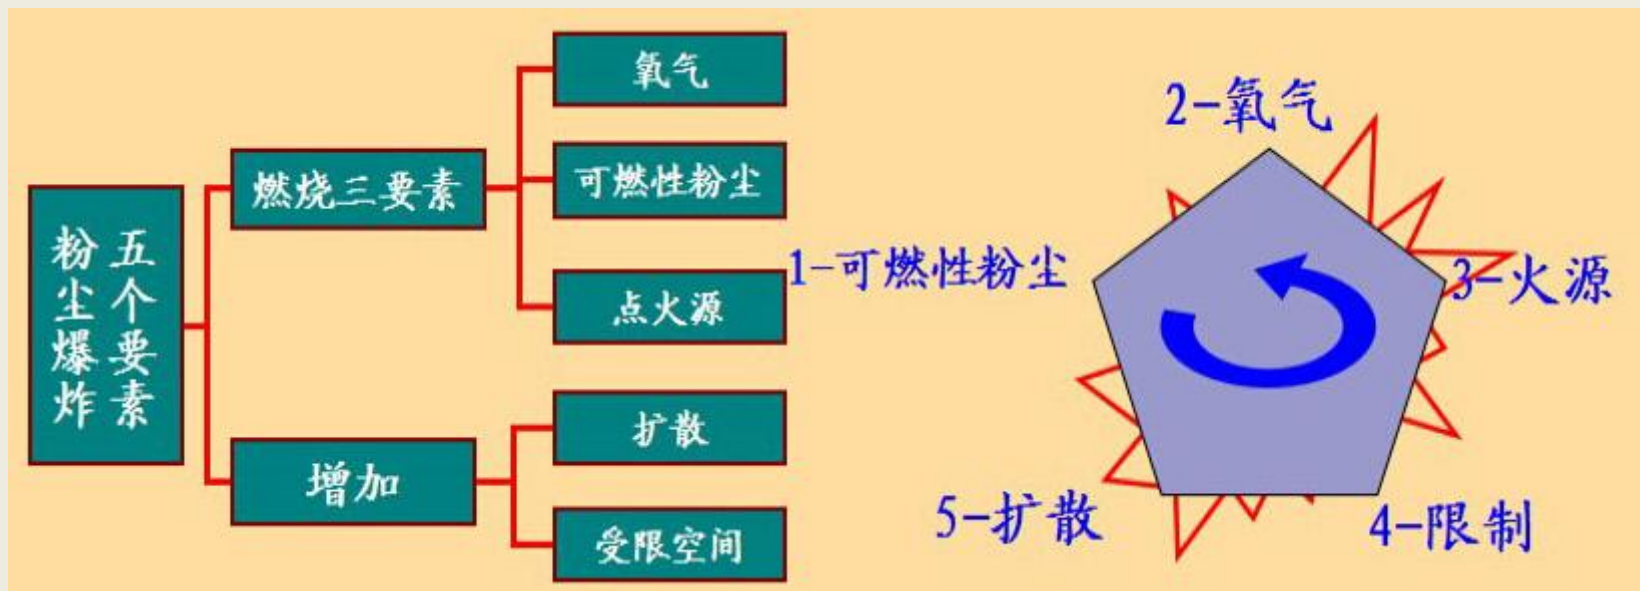 粉尘爆炸
五个要素
燃烧三要素
增加
氧气
可燃性粉尘
点火源
扩散
受限空间
2-氧气
1-可燃性粉尘
3-火源
5-扩散
4-限制